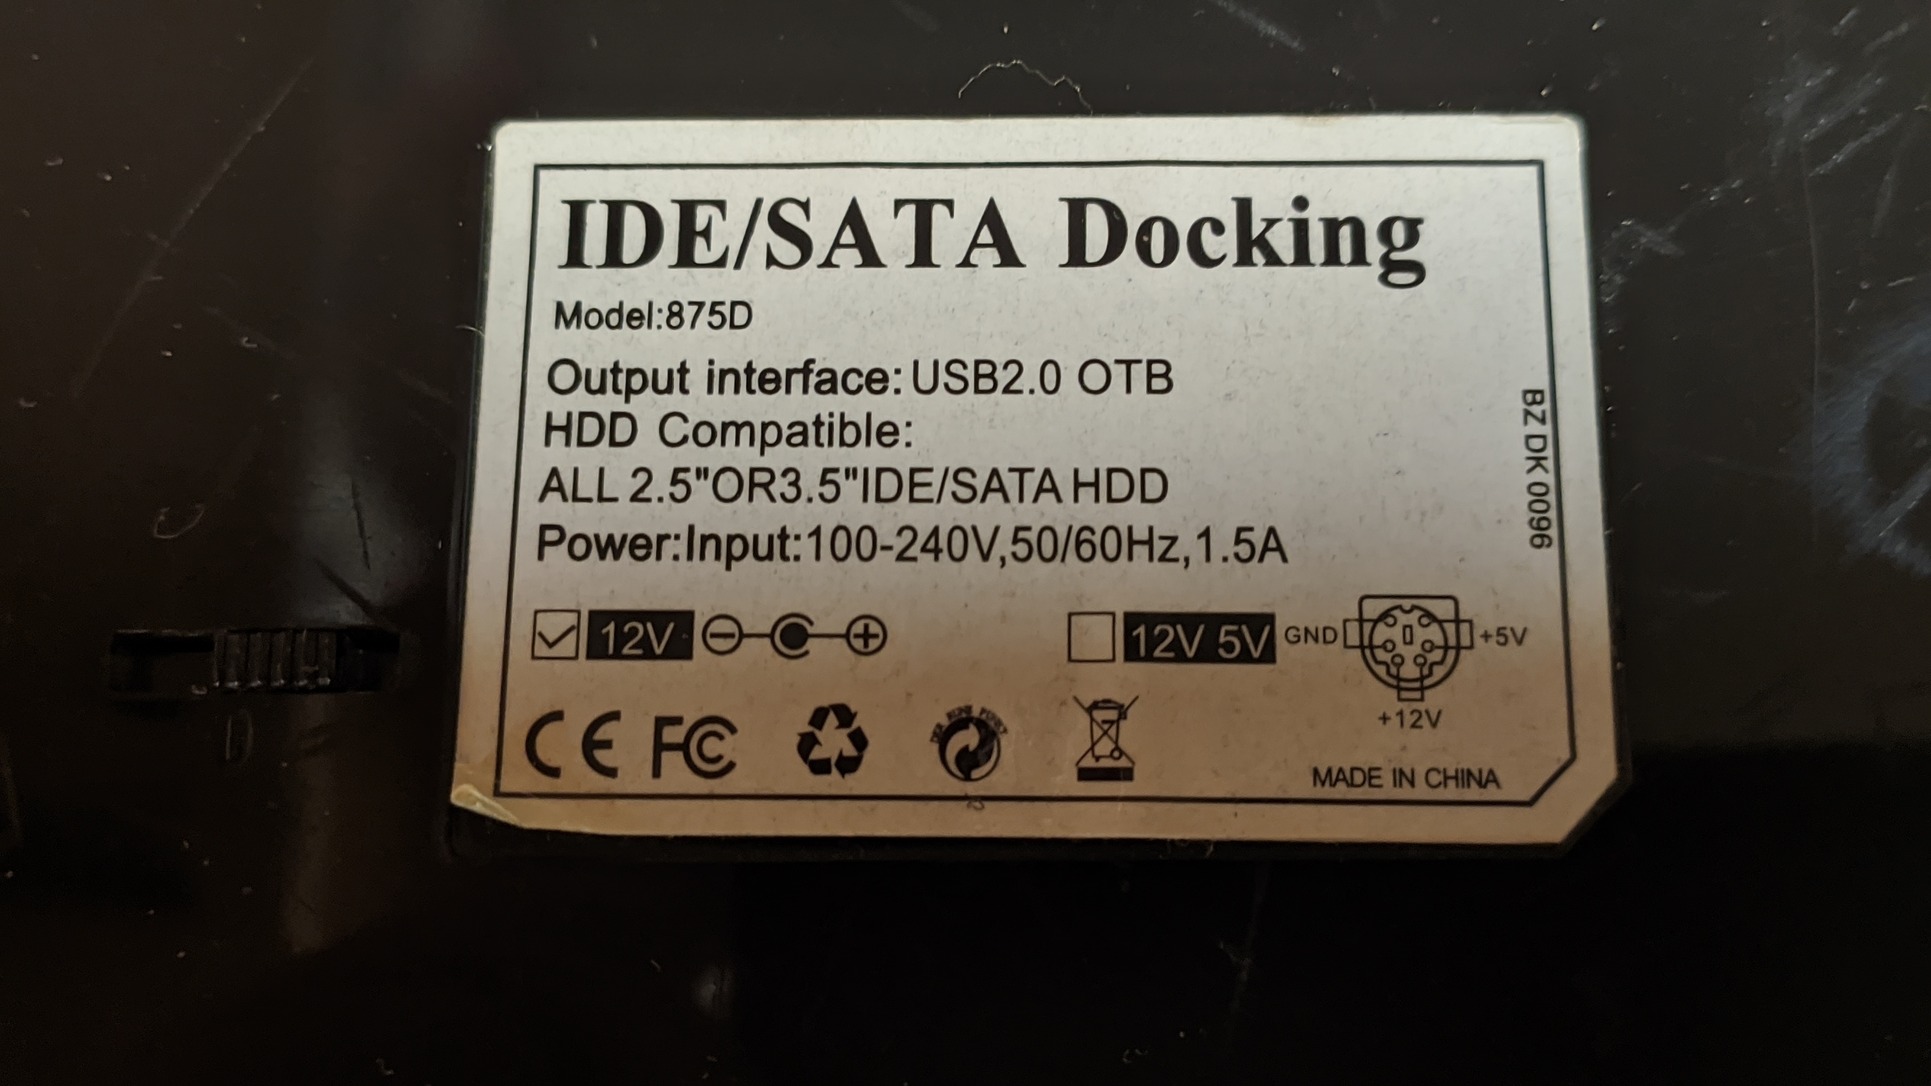 IDE/SATA Docking
Model:875D
Output interface:USB2.0 OTB
HDD Compatible:
ALL 2.5"OR3.5"IDE/SATA HDD
Power:Input:100-240V,50/60Hz,1.5A
12V
12V 5V
GND
+5V
+12V
CE FC
MADE IN CHINA
BZ DK 0096